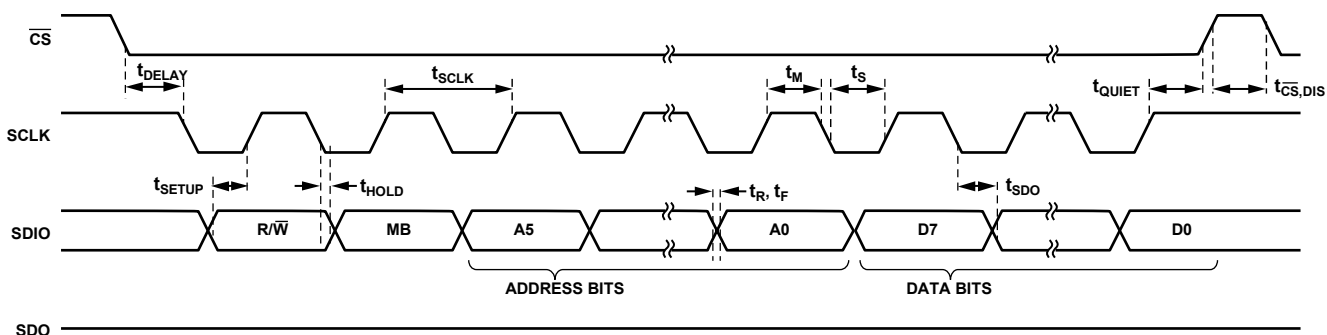 CS
tDELAY
tSCLK
tM
tS
tQUIET
tCS,DIS
SCLK
tSETUP
tHOLD
tR, tF
tSDO
SDIO
R/W
MB
A5
A0
D7
D0
ADDRESS BITS
DATA BITS
SDO